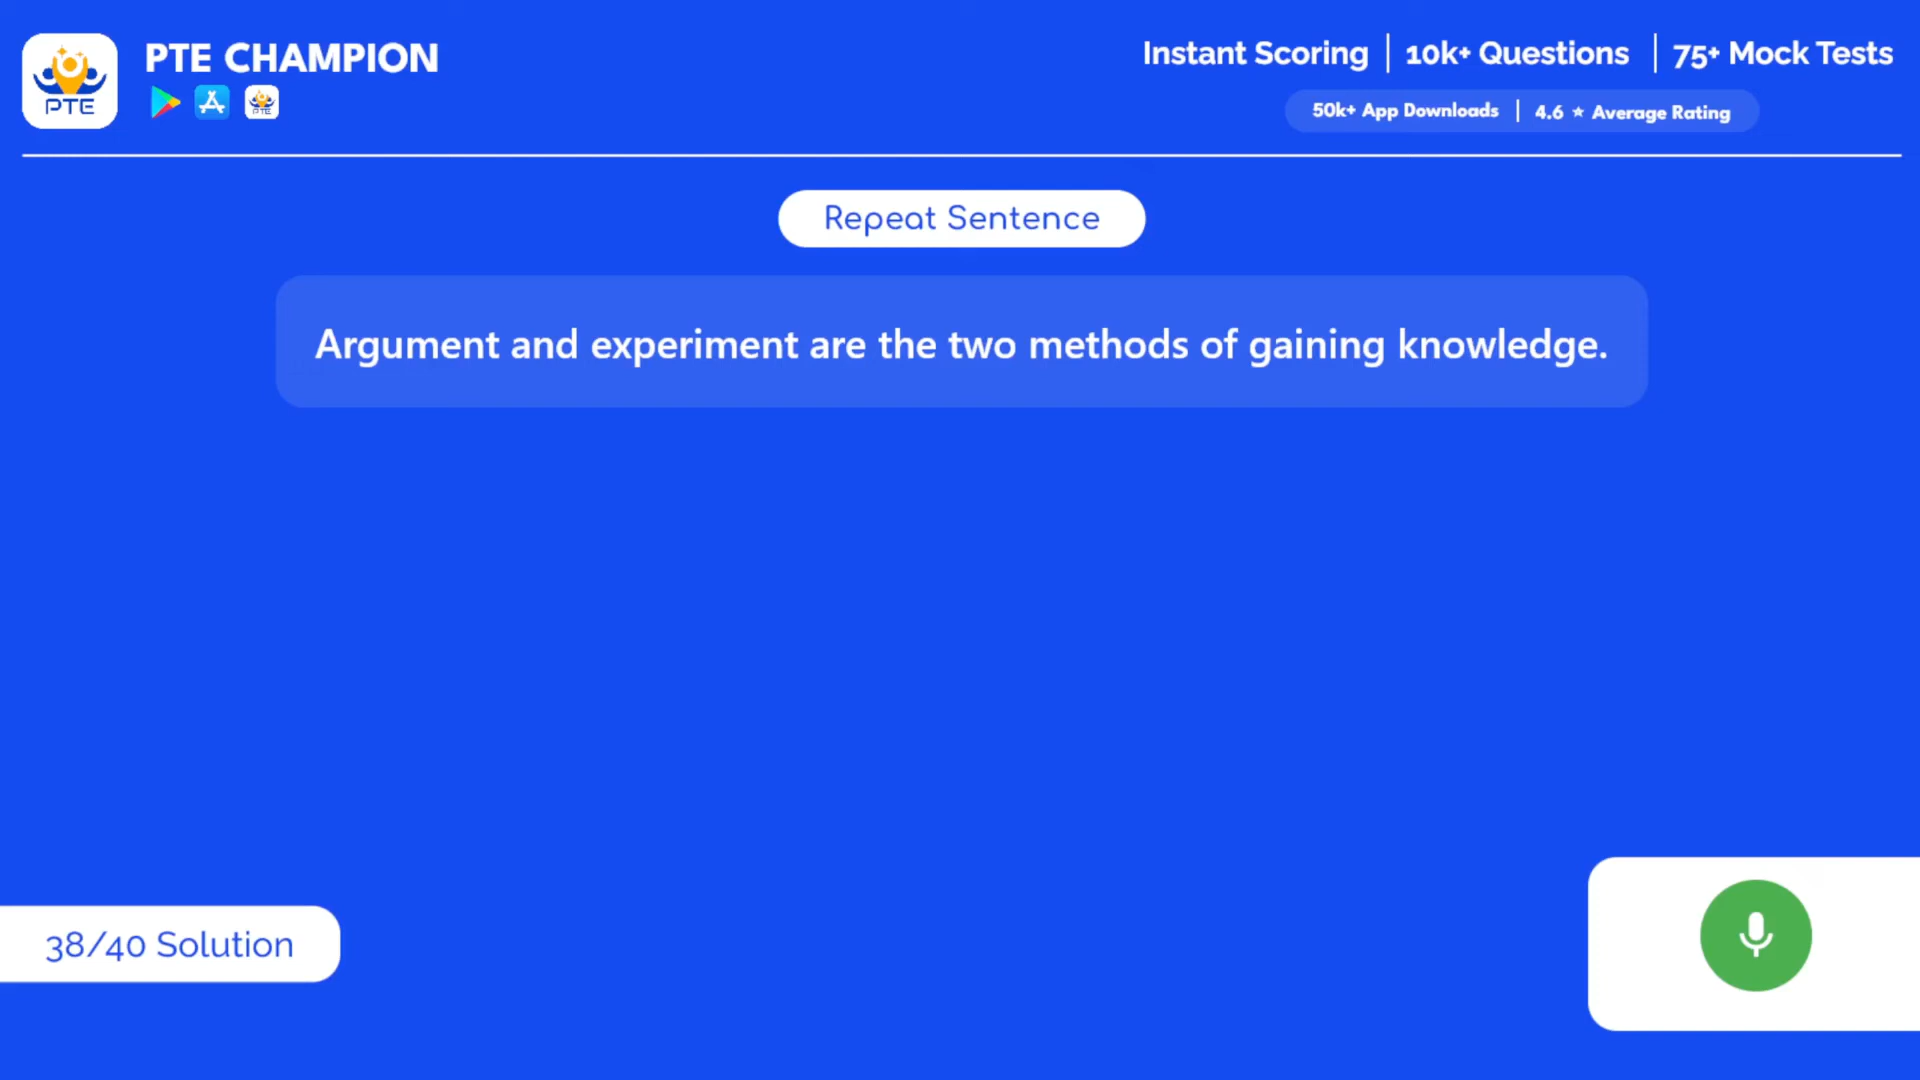 PTE CHAMPION
PTE
PTE
Instant Scoring | 10k+ Questions | 75+ Mock Tests
50k+ App Downloads | 4.6 ★ Average Rating
Repeat Sentence
Argument and experiment are the two methods of gaining knowledge.
38/40 Solution